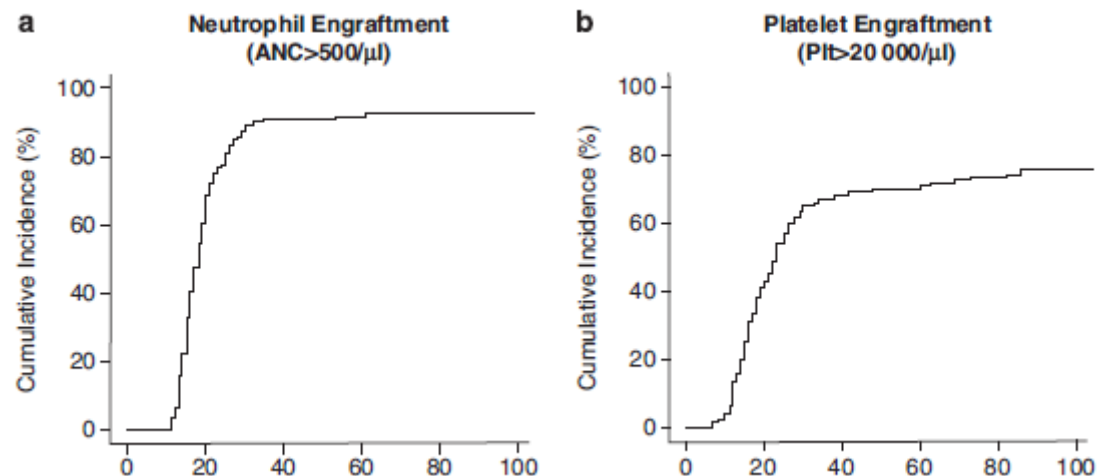 a
Neutrophil Engraftment
(ANC>500/µl)
Cumulative Incidence (%)
100
80
60
40
20
0
0 20 40 60 80 100
b
Platelet Engraftment
(Plt>20 000/µl)
Cumulative Incidence (%)
100
80
60
40
20
0
0 20 40 60 80 100